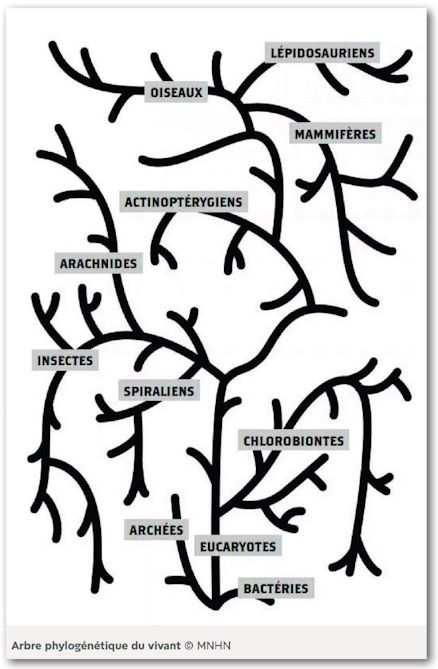 LÉPIDOSAURIENS
OISEAUX
MAMMIFÈRES
ACTINOPTÉRYGIENS
ARACHNIDES
INSECTES
SPIRALIENS
CHLOROBIONTES
ARCHÉES
EUCARYOTES
BACTÉRIES
Arbre phylogénétique du vivant © MNHN